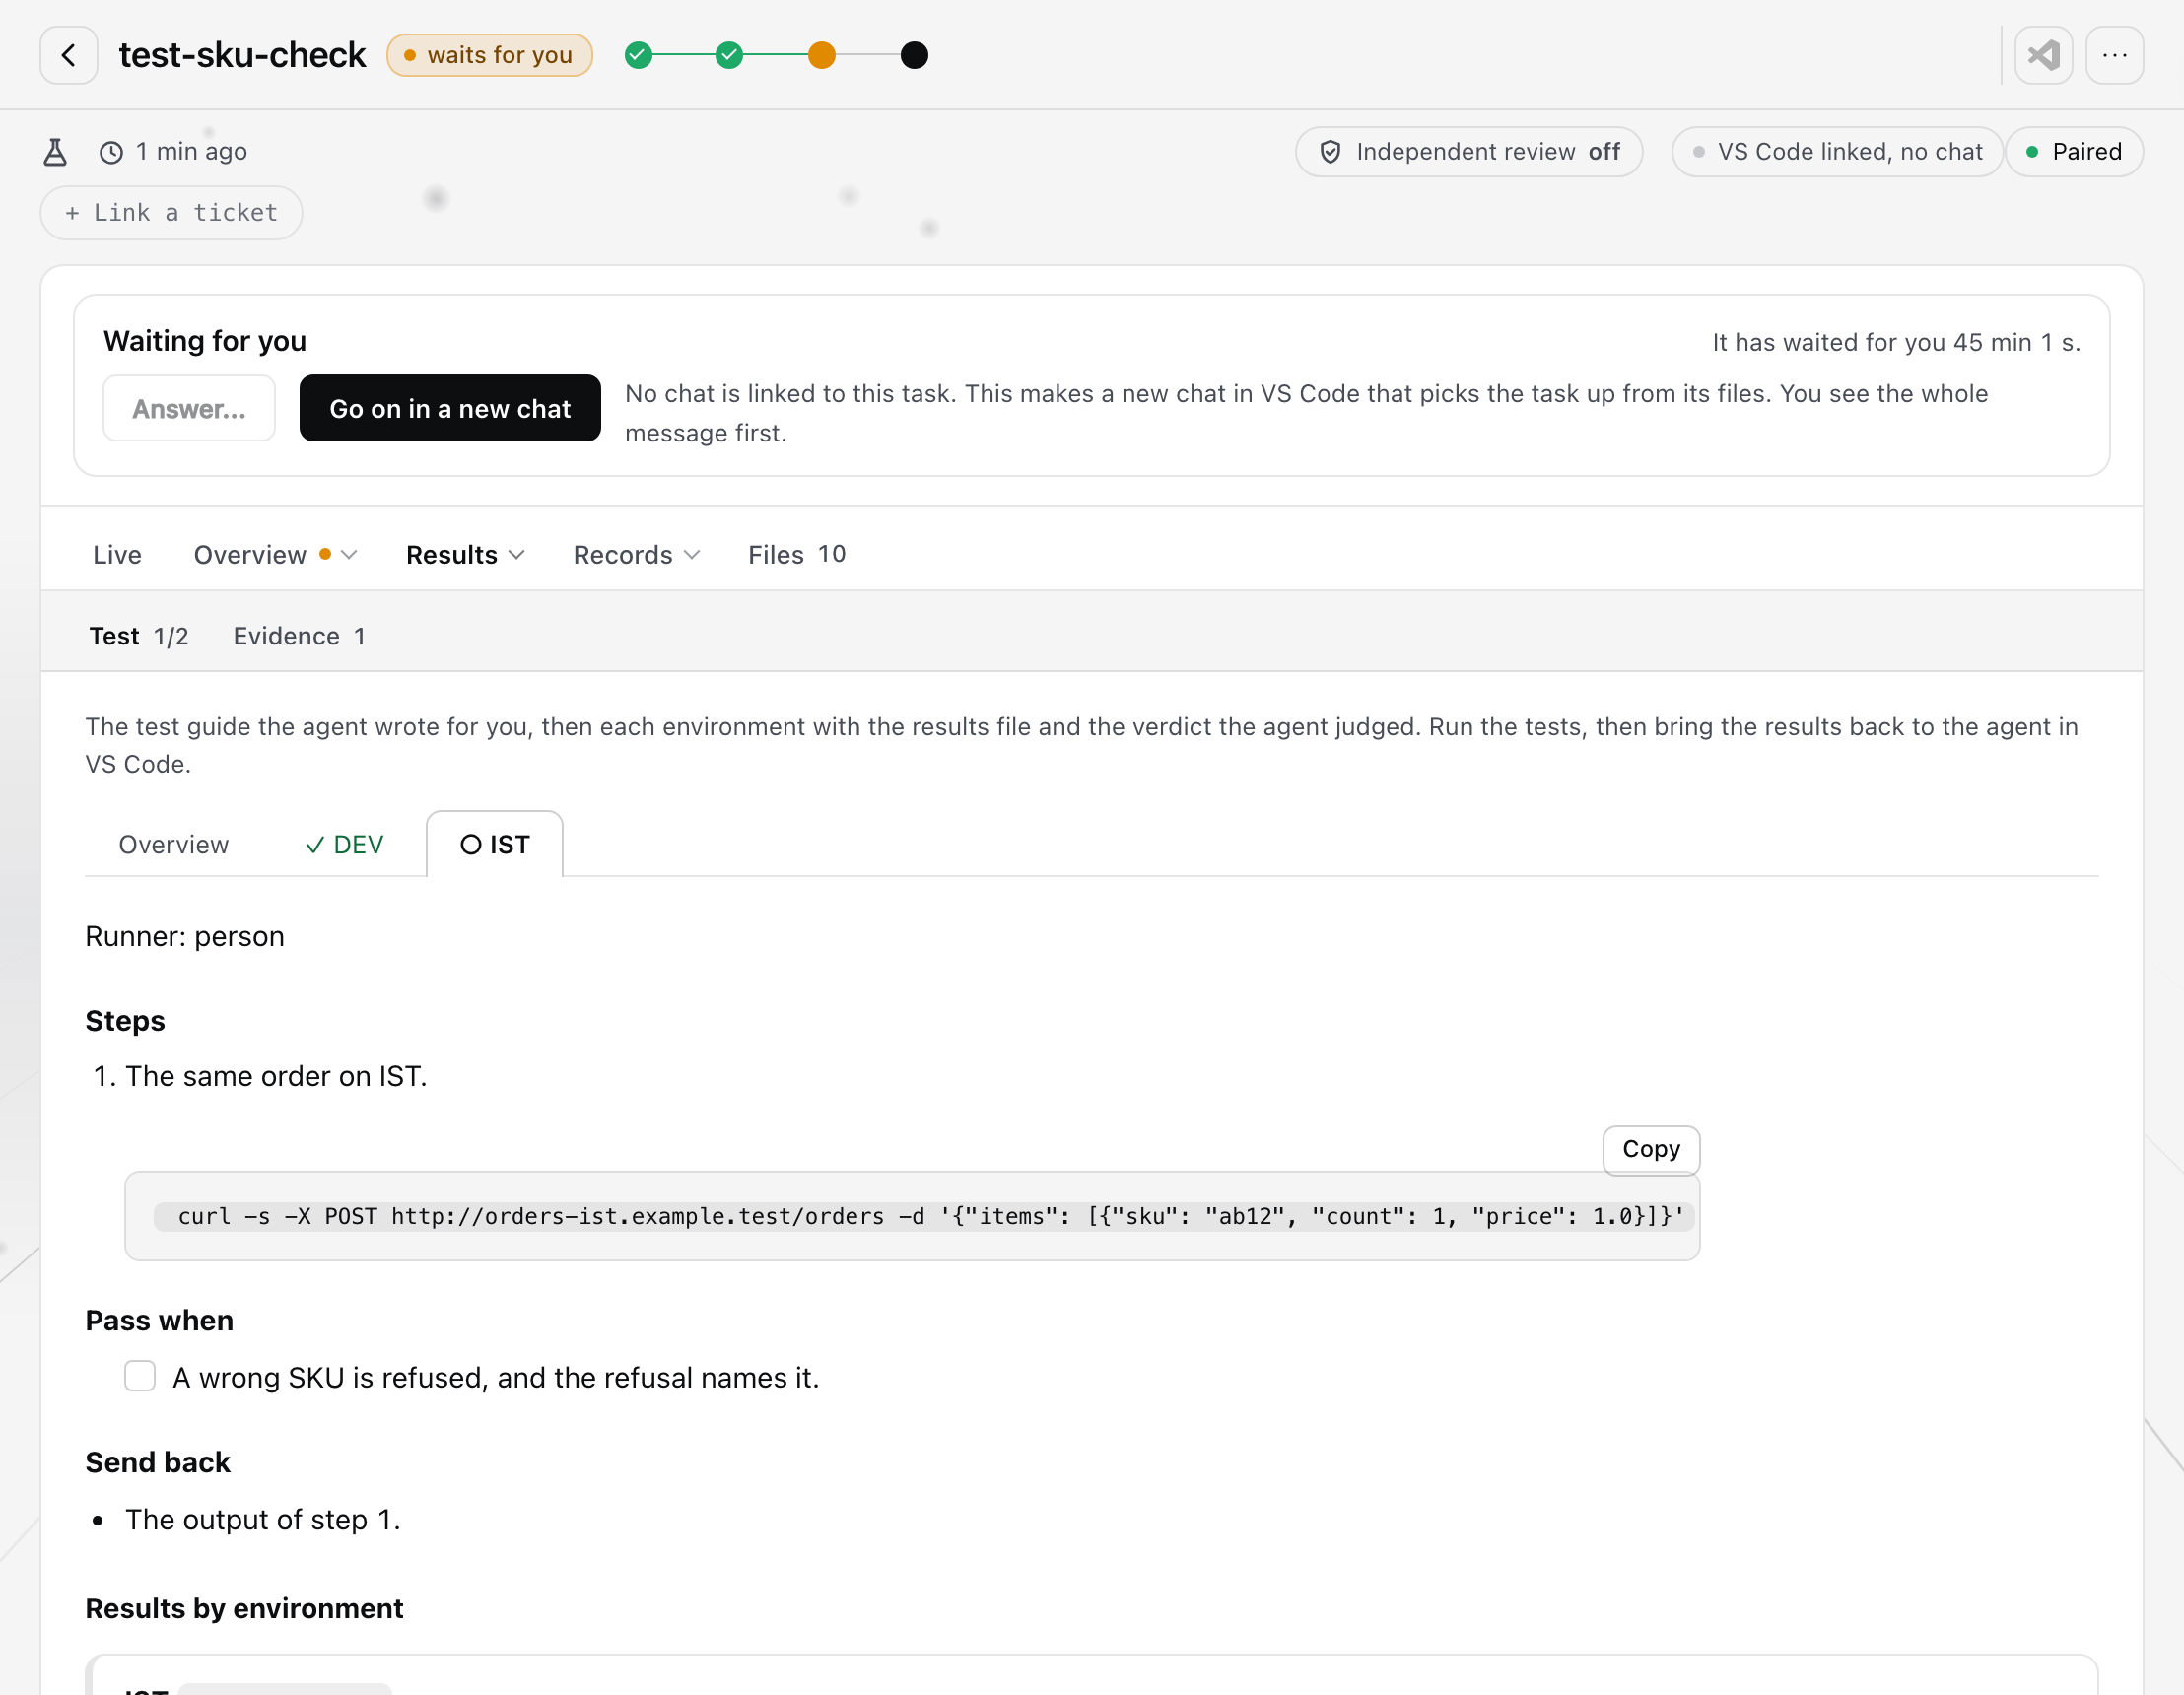 test-sku-check
waits for you
1 min ago
Independent review off
VS Code linked, no chat
Paired
+ Link a ticket
Waiting for you
It has waited for you 45 min 1 s.
Answer...
Go on in a new chat
No chat is linked to this task. This makes a new chat in VS Code that picks the task up from its files. You see the whole
message first.
Live
Overview
Results
Records
Files 10
Test 1/2
Evidence 1
The test guide the agent wrote for you, then each environment with the results file and the verdict the agent judged. Run the tests, then bring the results back to the agent in
VS Code.
Overview
DEV
IST
Runner: person
Steps
1. The same order on IST.
Copy
curl -s -X POST http://orders-ist.example.test/orders -d '{"items": [{"sku": "ab12", "count": 1, "price": 1.0}]}'
Pass when
A wrong SKU is refused, and the refusal names it.
Send back
• The output of step 1.
Results by environment